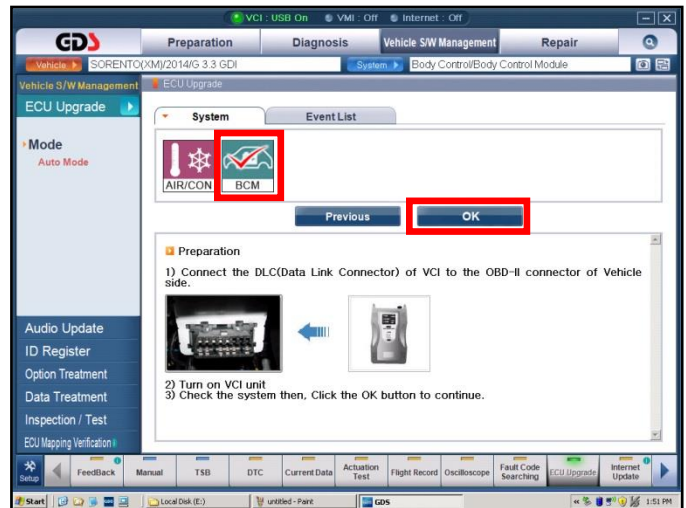 VCI : USB On VMI : Off Internet : Off
GDS Preparation Diagnosis Vehicle S/W Management Repair
Vehicle SORENTO(XM)/2014/G 3.3 GDI System Body Control/Body Control Module
Vehicle S/W Management ECU Upgrade
ECU Upgrade
System Event List
Mode
Auto Mode
AIR/CON BCM
Previous OK
Preparation
1) Connect the DLC(Data Link Connector) of VCI to the OBD-II connector of Vehicle
side.
2) Turn on VCI unit
3) Check the system then, Click the OK button to continue.
Audio Update
ID Register
Option Treatment
Data Treatment
Inspection / Test
ECU Mapping Verification
Setup FeedBack Manual TSB DTC Current Data Actuation Test Flight Record Oscilloscope Fault Code Searching ECU Upgrade Internet Update
Start Local Disk (E:) untitled - Paint GDS 1:51 PM